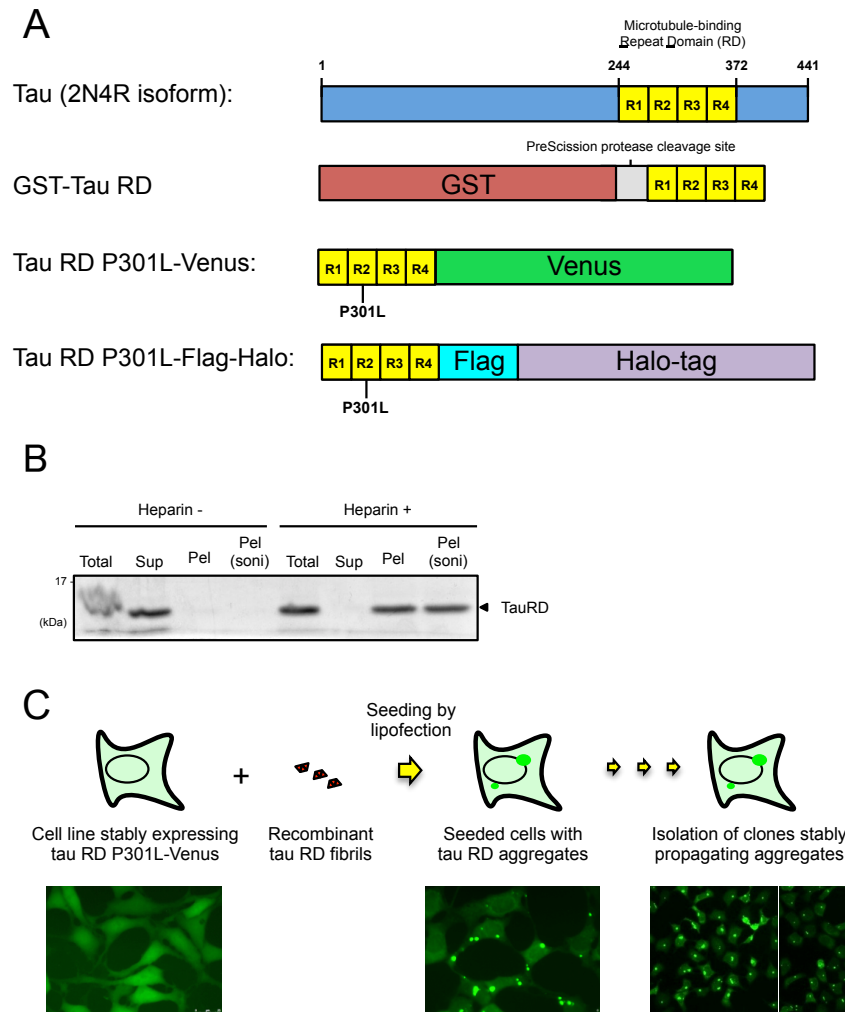 A
Microtubule-binding
Repeat Domain (RD)
1 244 372 441
Tau (2N4R isoform):
R1 R2 R3 R4
PreScission protease cleavage site
GST-Tau RD
GST
R1 R2 R3 R4
Tau RD P301L-Venus:
R1 R2 R3 R4
Venus
P301L
Tau RD P301L-Flag-Halo:
R1 R2 R3 R4
Flag
Halo-tag
P301L
B
Heparin -
Heparin +
Total Sup Pel Pel (soni) Total Sup Pel Pel (soni)
17
(kDa)
TauRD
C
Seeding by
lipofection
+
Cell line stably expressing
tau RD P301L-Venus
Recombinant
tau RD fibrils
Seeded cells with
tau RD aggregates
Isolation of clones stably
propagating aggregates